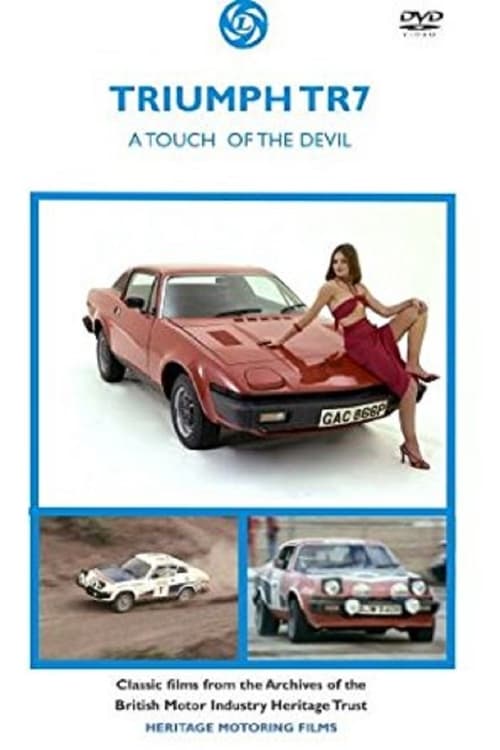 L
DVD
VIDEO
TRIUMPH TR7
A TOUCH OF THE DEVIL
GAC 866P
Classic films from the Archives of the
British Motor Industry Heritage Trust
HERITAGE MOTORING FILMS